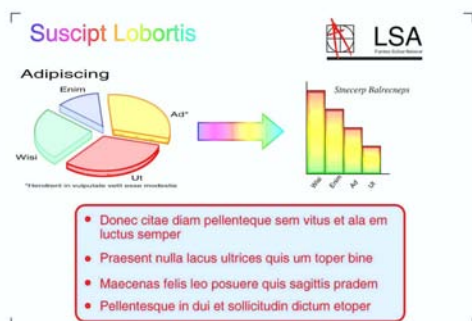 Suscipt Lobortis
LSA
Adipiscing
Enim
Ad*
Wisi
Ut
*Hendrerit in vulputate velit esse modestia
Stnecerp Balrecneps
Wisi
Enim
Ad
Ut
Donec citae diam pellenteque sem vitus et ala em
luctus semper
Praesent nulla lacus ultrices quis um toper bine
Maecenas felis leo posuere quis sagittis pradem
Pellentesque in dui et sollicitudin dictum etoper